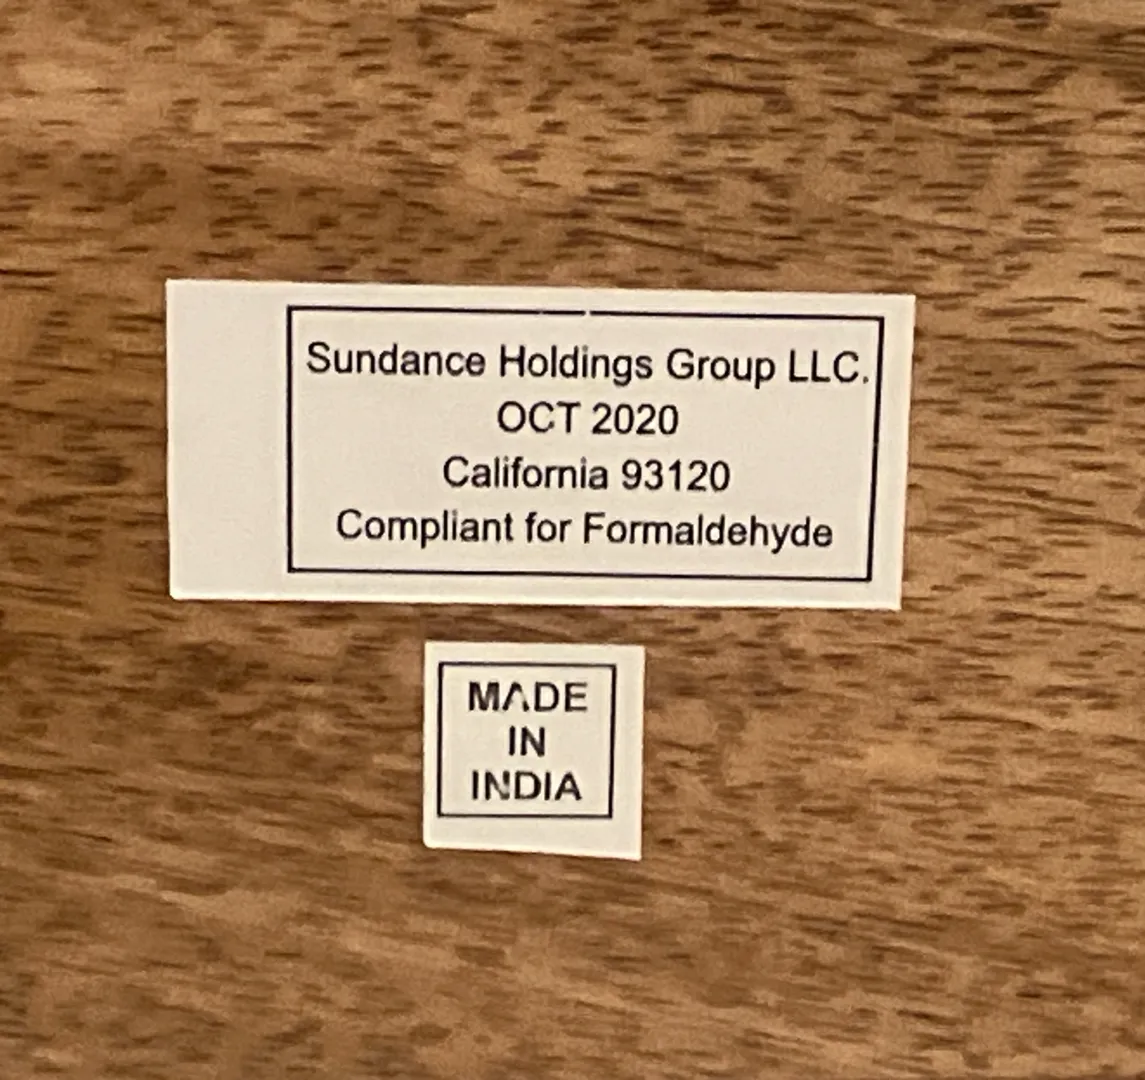 Sundance Holdings Group LLC.
OCT 2020
California 93120
Compliant for Formaldehyde
MADE
IN
INDIA